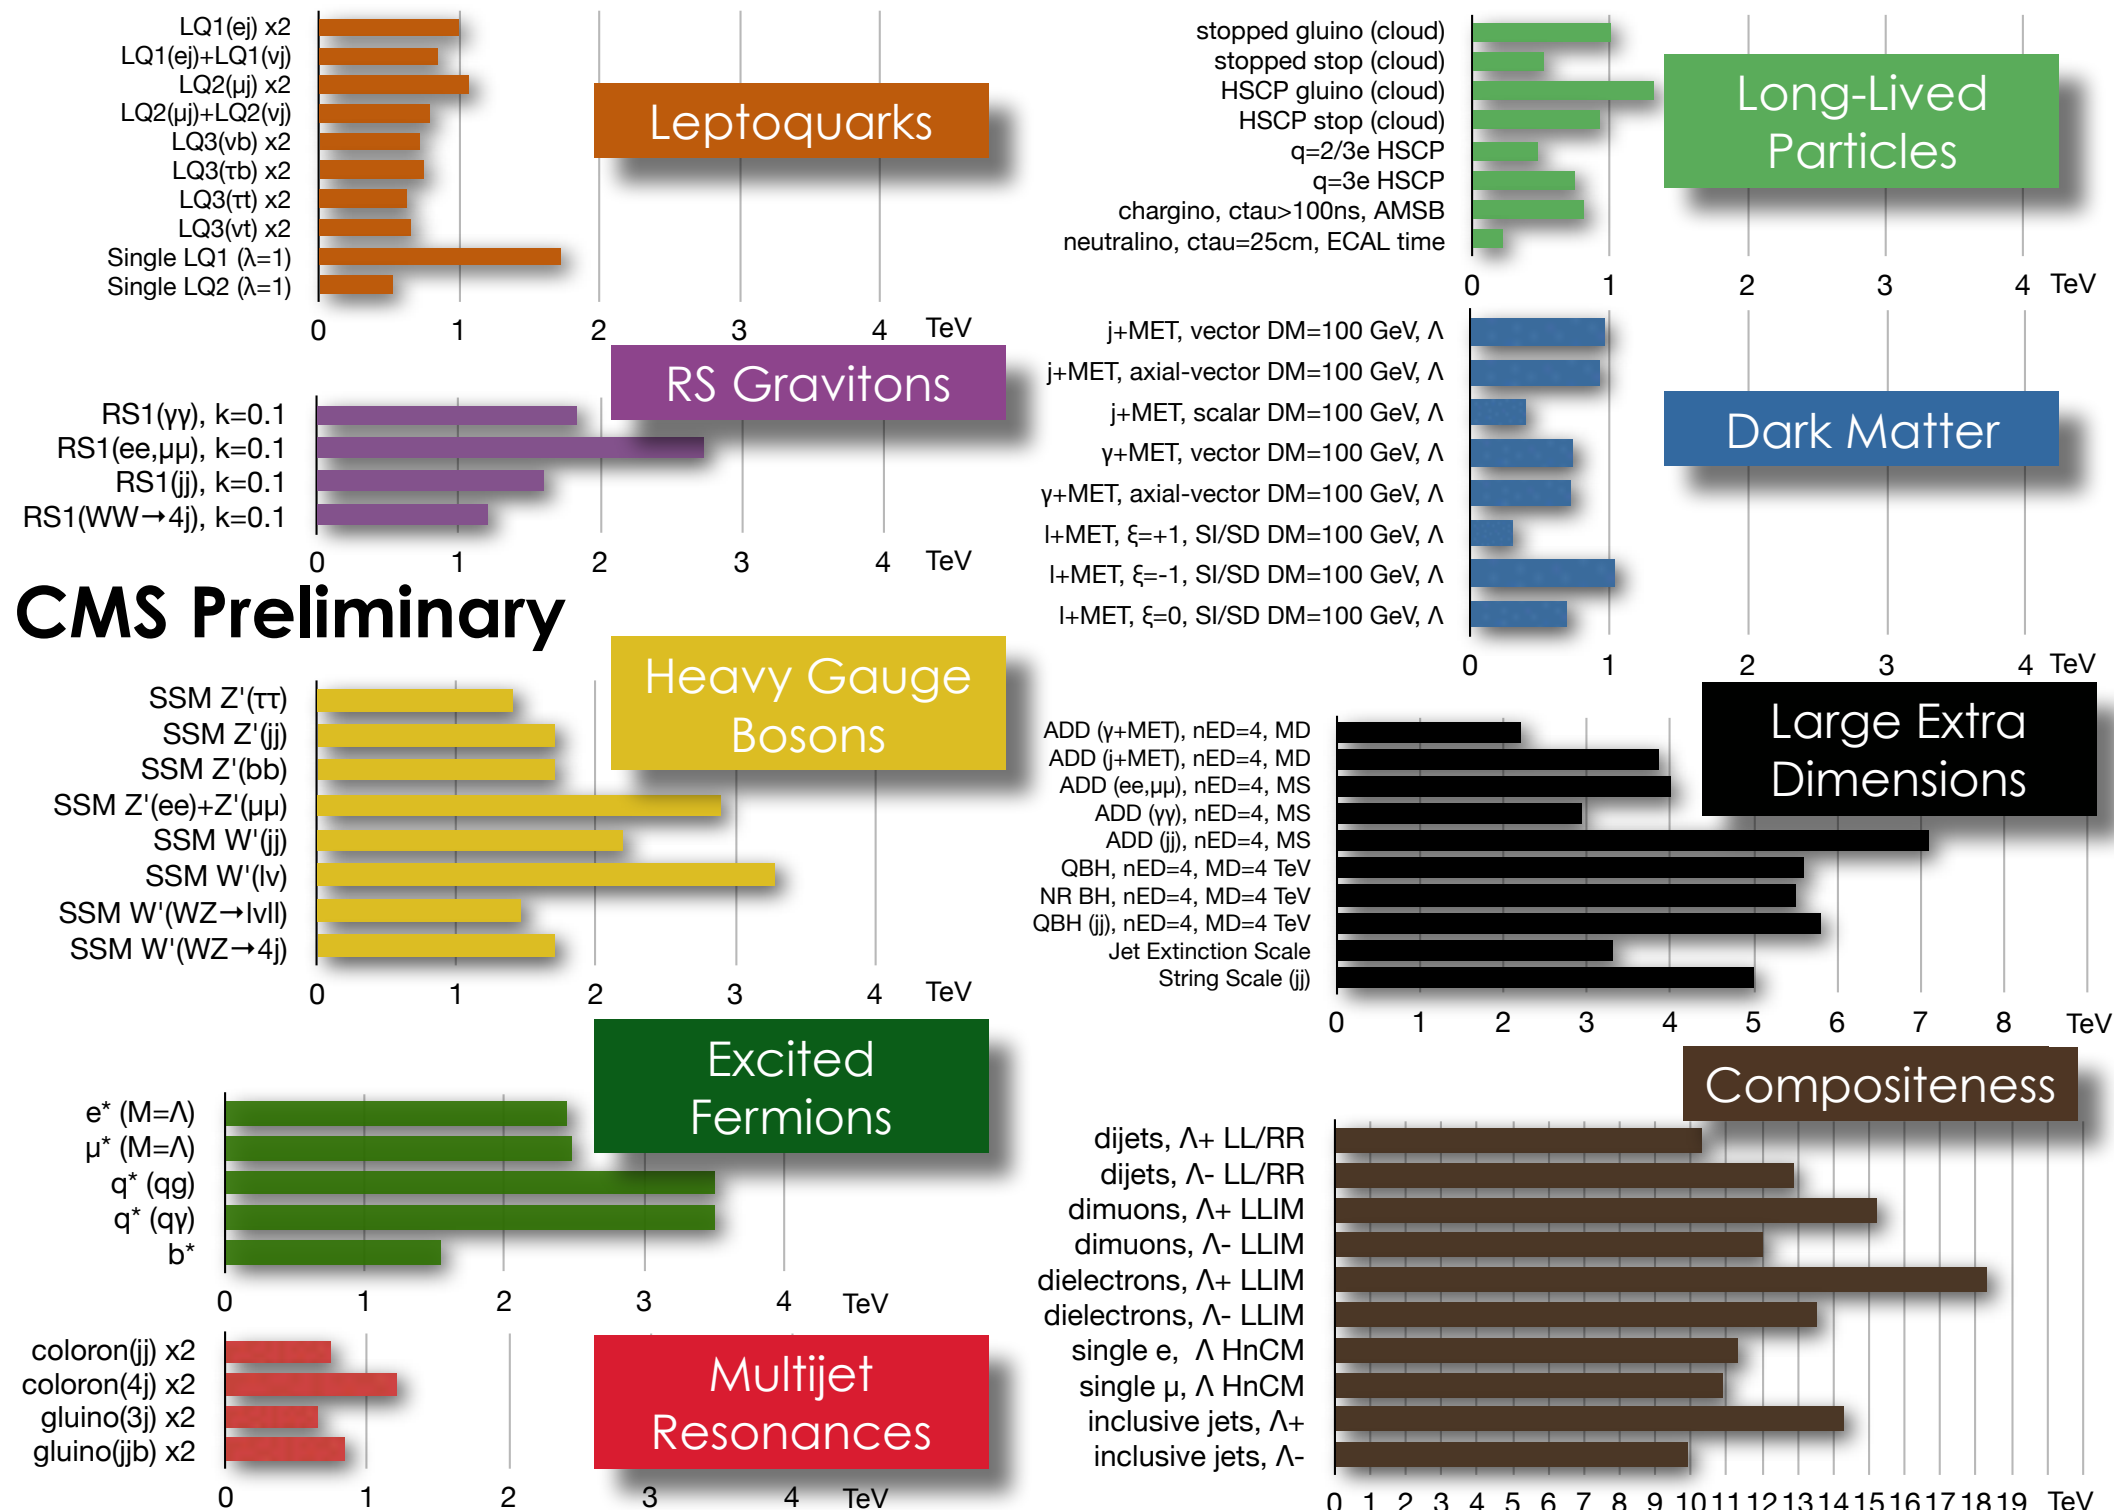 LQ1(ej) x2
LQ1(ej)+LQ1(νj)
LQ2(μj) x2
LQ2(μj)+LQ2(νj)
LQ3(νb) x2
LQ3(τb) x2
LQ3(τt) x2
LQ3(νt) x2
Single LQ1 (λ=1)
Single LQ2 (λ=1)
0 1 2 3 4 TeV
Leptoquarks
RS Gravitons
RS1(γγ), k=0.1
RS1(ee,μμ), k=0.1
RS1(jj), k=0.1
RS1(WW→4j), k=0.1
0 1 2 3 4 TeV
CMS Preliminary
Heavy Gauge
Bosons
SSM Z'(ττ)
SSM Z'(jj)
SSM Z'(bb)
SSM Z'(ee)+Z'(μμ)
SSM W'(jj)
SSM W'(lν)
SSM W'(WZ→lνll)
SSM W'(WZ→4j)
0 1 2 3 4 TeV
Excited
Fermions
e* (M=Λ)
μ* (M=Λ)
q* (qg)
q* (qγ)
b*
0 1 2 3 4 TeV
coloron(jj) x2
coloron(4j) x2
gluino(3j) x2
gluino(jjb) x2
0 1 2 3 4 TeV
Multijet
Resonances
stopped gluino (cloud)
stopped stop (cloud)
HSCP gluino (cloud)
HSCP stop (cloud)
q=2/3e HSCP
q=3e HSCP
chargino, ctau>100ns, AMSB
neutralino, ctau=25cm, ECAL time
0 1 2 3 4 TeV
Long-Lived
Particles
j+MET, vector DM=100 GeV, Λ
j+MET, axial-vector DM=100 GeV, Λ
j+MET, scalar DM=100 GeV, Λ
γ+MET, vector DM=100 GeV, Λ
γ+MET, axial-vector DM=100 GeV, Λ
l+MET, ξ=+1, SI/SD DM=100 GeV, Λ
l+MET, ξ=-1, SI/SD DM=100 GeV, Λ
l+MET, ξ=0, SI/SD DM=100 GeV, Λ
0 1 2 3 4 TeV
Dark Matter
Large Extra
Dimensions
ADD (γ+MET), nED=4, MD
ADD (j+MET), nED=4, MD
ADD (ee,μμ), nED=4, MS
ADD (γγ), nED=4, MS
ADD (jj), nED=4, MS
QBH, nED=4, MD=4 TeV
NR BH, nED=4, MD=4 TeV
QBH (jj), nED=4, MD=4 TeV
Jet Extinction Scale
String Scale (jj)
0 1 2 3 4 5 6 7 8 TeV
Compositeness
dijets, Λ+ LL/RR
dijets, Λ- LL/RR
dimuons, Λ+ LLIM
dimuons, Λ- LLIM
dielectrons, Λ+ LLIM
dielectrons, Λ- LLIM
single e, Λ HnCM
single μ, Λ HnCM
inclusive jets, Λ+
inclusive jets, Λ-
0 1 2 3 4 5 6 7 8 9 10 11 12 13 14 15 16 17 18 19 TeV